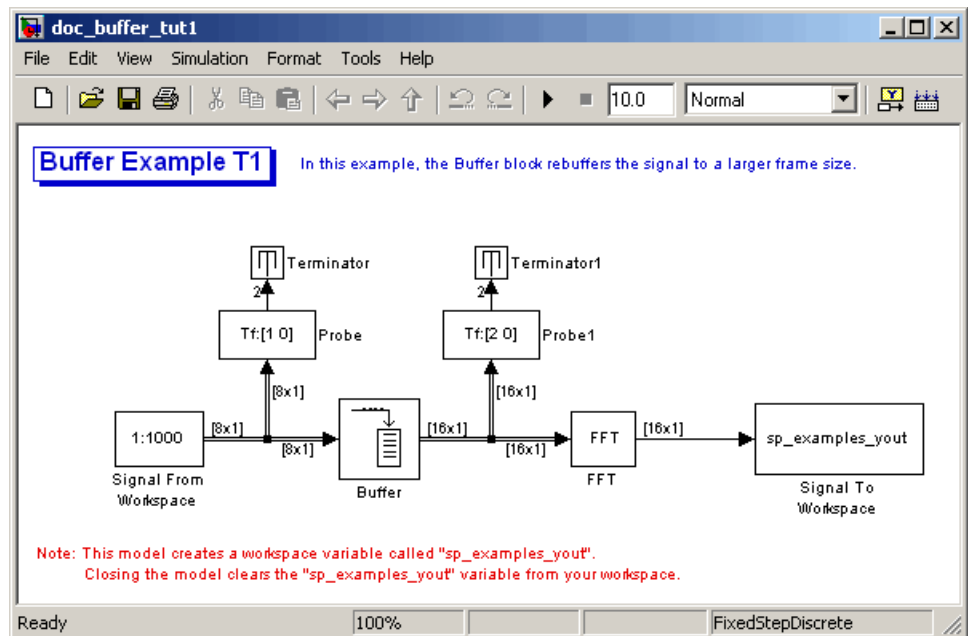 doc_buffer_tut1
File Edit View Simulation Format Tools Help
10.0 Normal
Buffer Example T1
In this example, the Buffer block rebuffers the signal to a larger frame size.
Terminator
Terminator1
2
2
Tf:[1 0]
Probe
Tf:[2 0]
Probe1
[8x1]
[16x1]
1:1000
[8x1]
[8x1]
[16x1]
[16x1]
FFT
[16x1]
sp_examples_yout
Signal From
Workspace
Buffer
FFT
Signal To
Workspace
Note: This model creates a workspace variable called "sp_examples_yout".
Closing the model clears the "sp_examples_yout" variable from your workspace.
Ready 100% FixedStepDiscrete